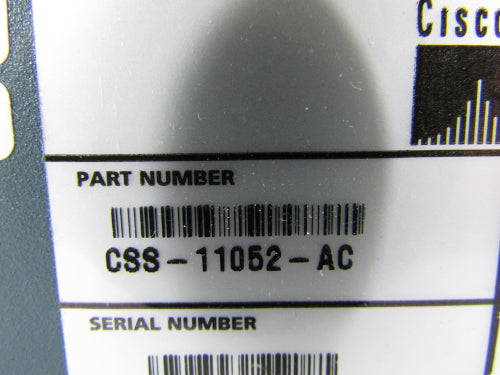 CISCO
PART NUMBER
CSS-11052-AC
SERIAL NUMBER